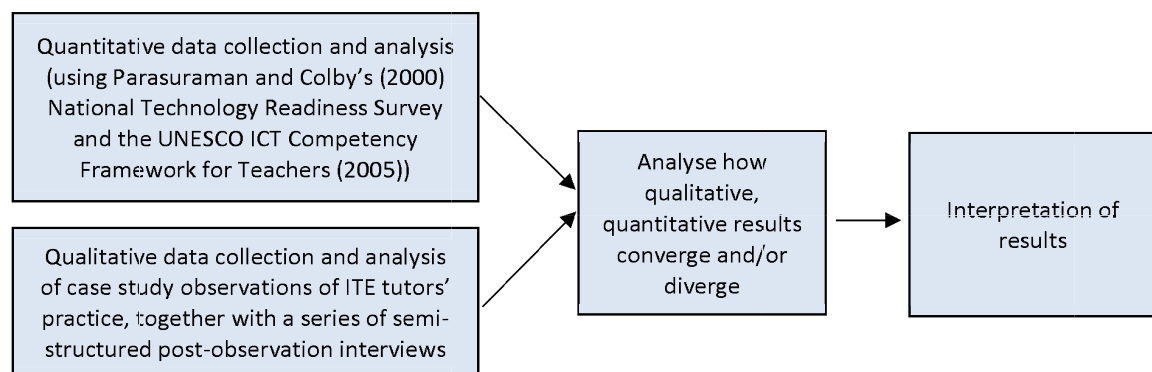 Quantitative data collection and analysis
(using Parasuraman and Colby's (2000)
National Technology Readiness Survey
and the UNESCO ICT Competency
Framework for Teachers (2005))
Qualitative data collection and analysis
of case study observations of ITE tutors'
practice, together with a series of semi-
structured post-observation interviews
Analyse how
qualitative,
quantitative results
converge and/or
diverge
Interpretation of
results